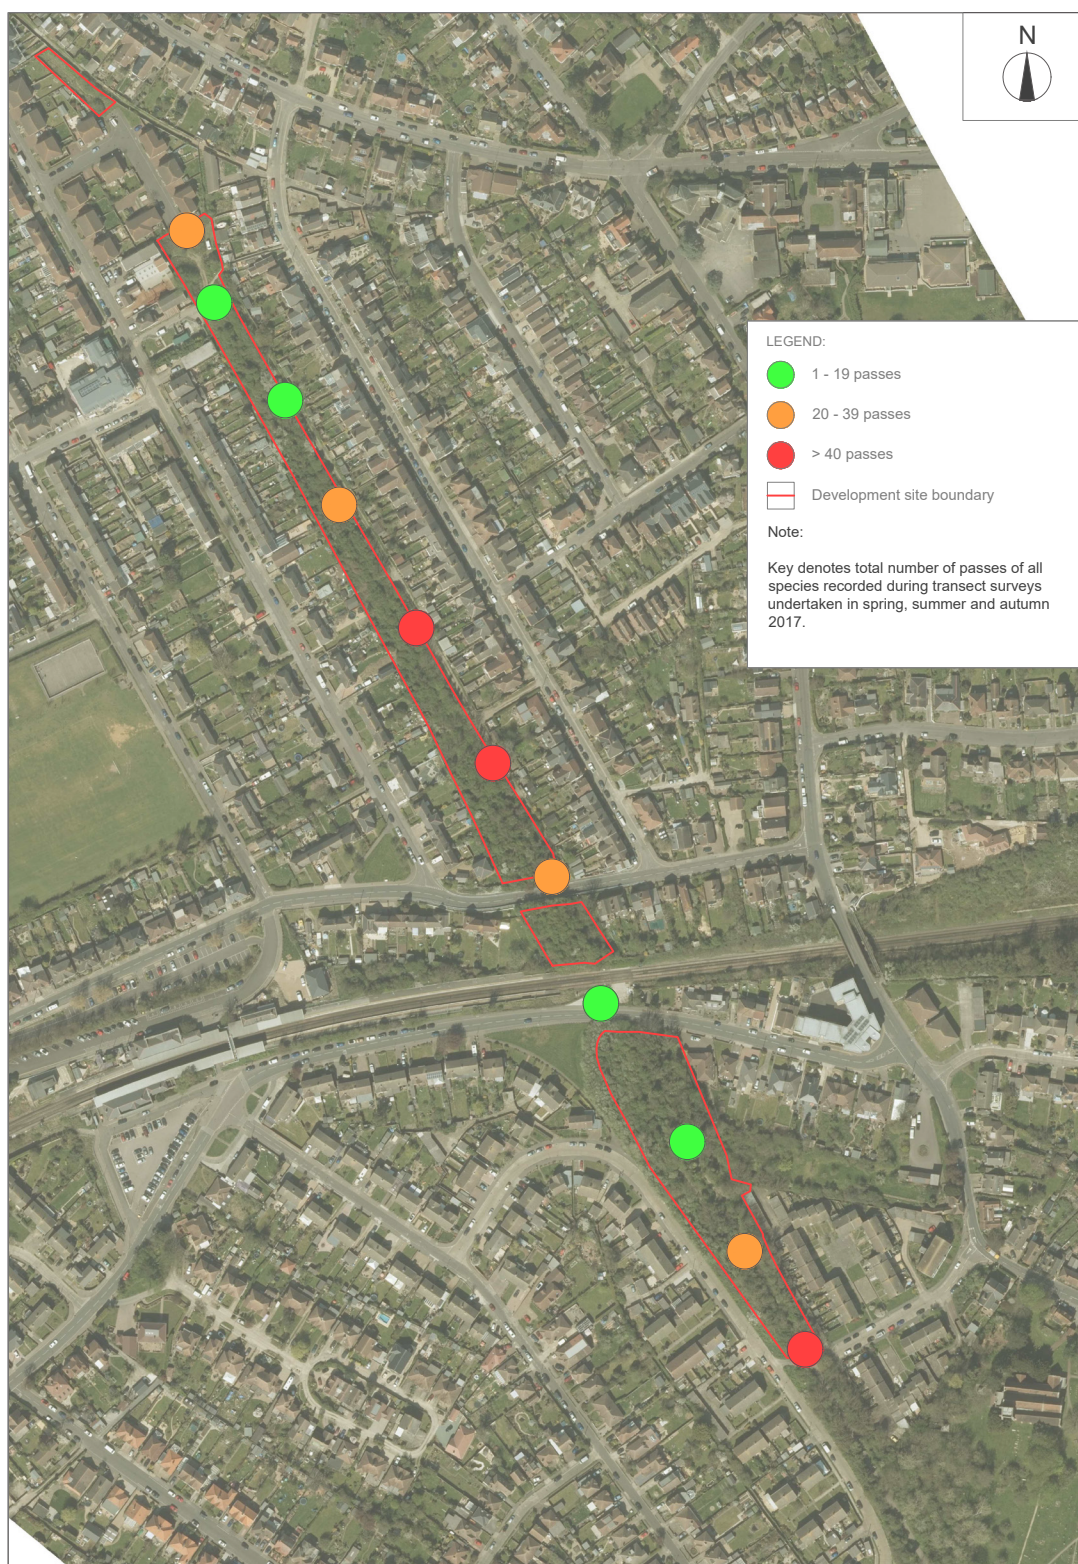 N
LEGEND:
1 - 19 passes
20 - 39 passes
> 40 passes
Development site boundary
Note:
Key denotes total number of passes of all
species recorded during transect surveys
undertaken in spring, summer and autumn
2017.